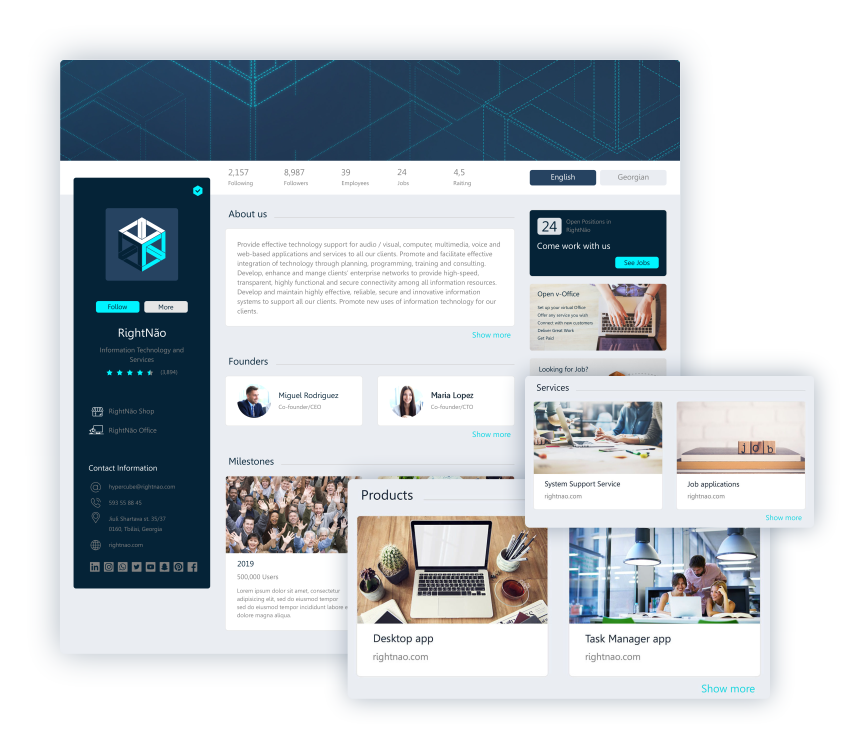 2,157
Following
8,987
Followers
39
Employees
24
Jobs
4,5
Raiting
English
Georgian
Follow
More
RightNão
Information Technology and
Services
(3,894)
RightNão Shop
RightNão Office
Contact Information
hypercube@rightnao.com
593 55 88 45
Juli Shartava st. 35/37
0160, Tbilisi, Georgia
rightnao.com
About us
Provide effective technology support for audio / visual, computer, multimedia, voice and
web-based applications and services to all our clients. Promote and facilitate effective
integration of technology through planning, programming, training and consulting.
Develop, enhance and mange clients' enterprise networks to provide high-speed,
transparent, highly functional and secure connectivity among all information resources.
Develop and maintain highly effective, reliable, secure and innovative information
systems to support all our clients. Promote new uses of information technology for our
clients.
Show more
Founders
Miguel Rodriguez
Co-founder/CEO
Maria Lopez
Co-founder/CTO
Show more
Milestones
2019
500,000 Users
Lorem ipsum dolor sit amet, consectetur
adipisicing elit, sed do eiusmod tempor
sed do eiusmod tempor incididunt labore e
dolore magna aliqua.
24
Open Positions in
RightNao
Come work with us
See Jobs
Open v-Office
Set up your virtual Office
Offer any service you wish
Connect with new customers
Deliver Great Work
Get Paid
Looking for Job?
Services
System Support Service
rightnao.com
job
Job applications
rightnao.com
Show more
Products
Desktop app
rightnao.com
Task Manager app
rightnao.com
Show more